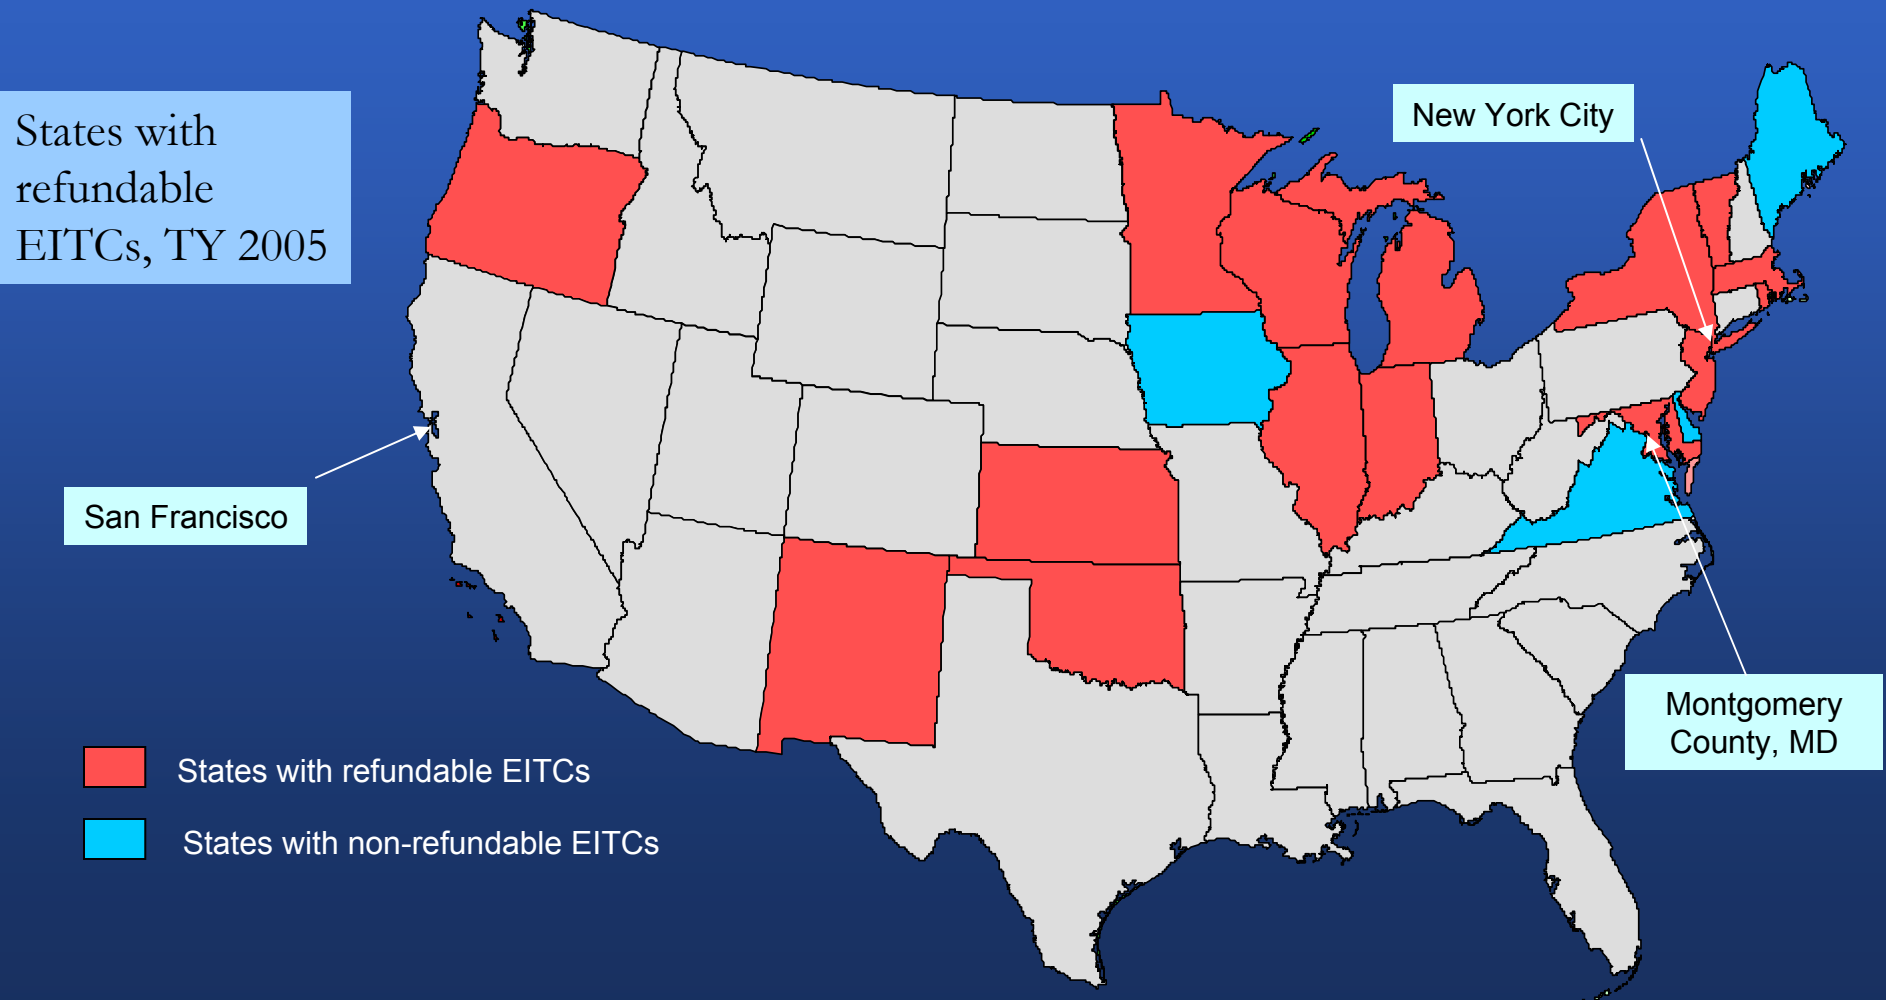 States with
refundable
EITCs, TY 2005
New York City
San Francisco
Montgomery
County, MD
States with refundable EITCs
States with non-refundable EITCs